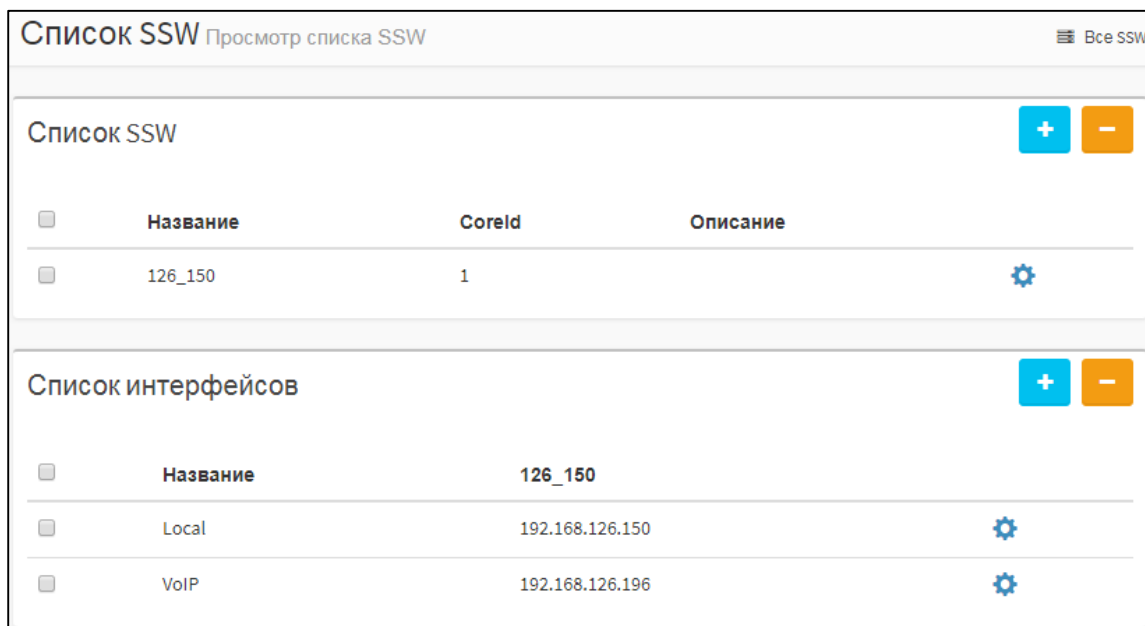 Список SSW Просмотр списка SSW Все SSW
Список SSW
Название CoreId Описание
126_150 1
Список интерфейсов
Название 126_150
Local 192.168.126.150
VoIP 192.168.126.196